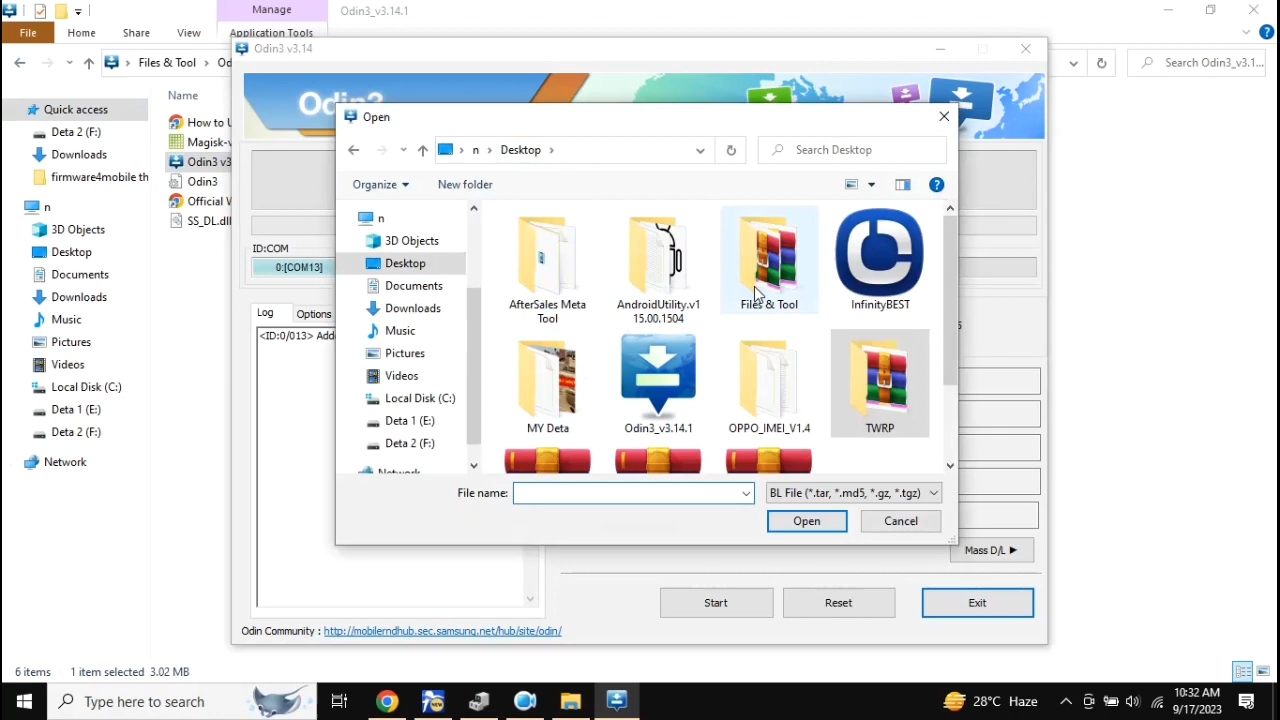 Manage
Odin3_v3.14.1
File
Home
Share
View
Application Tools
Files & Tool
Search Odin3_v3.1...
Quick access
Deta 2 (F:)
Downloads
firmware4mobile th
n
3D Objects
Desktop
Documents
Downloads
Music
Pictures
Videos
Local Disk (C:)
Deta 1 (E:)
Deta 2 (F:)
Network
Name
How to U
Magisk-v
Odin3 v3
Odin3
Official W
SS_DL.dll
Odin3 v3.14
Odin3
ID:COM
0:[COM13]
Log
Options
<ID:0/013> Adde
Open
n
Desktop
Search Desktop
Organize
New folder
n
3D Objects
Desktop
Documents
Downloads
Music
Pictures
Videos
Local Disk (C:)
Deta 1 (E:)
Deta 2 (F:)
Network
AfterSales Meta
Tool
AndroidUtility.v1
15.00.1504
Files & Tool
InfinityBEST
MY Deta
Odin3_v3.14.1
OPPO_IMEI_V1.4
TWRP
File name:
BL File (*.tar, *.md5, *.gz, *.tgz)
Open
Cancel
Mass D/L
Start
Reset
Exit
Odin Community : http://mobilerndhub.sec.samsung.net/hub/site/odin/
6 items
1 item selected
3.02 MB
Type here to search
NEW
28°C
Haze
10:32 AM
9/17/2023